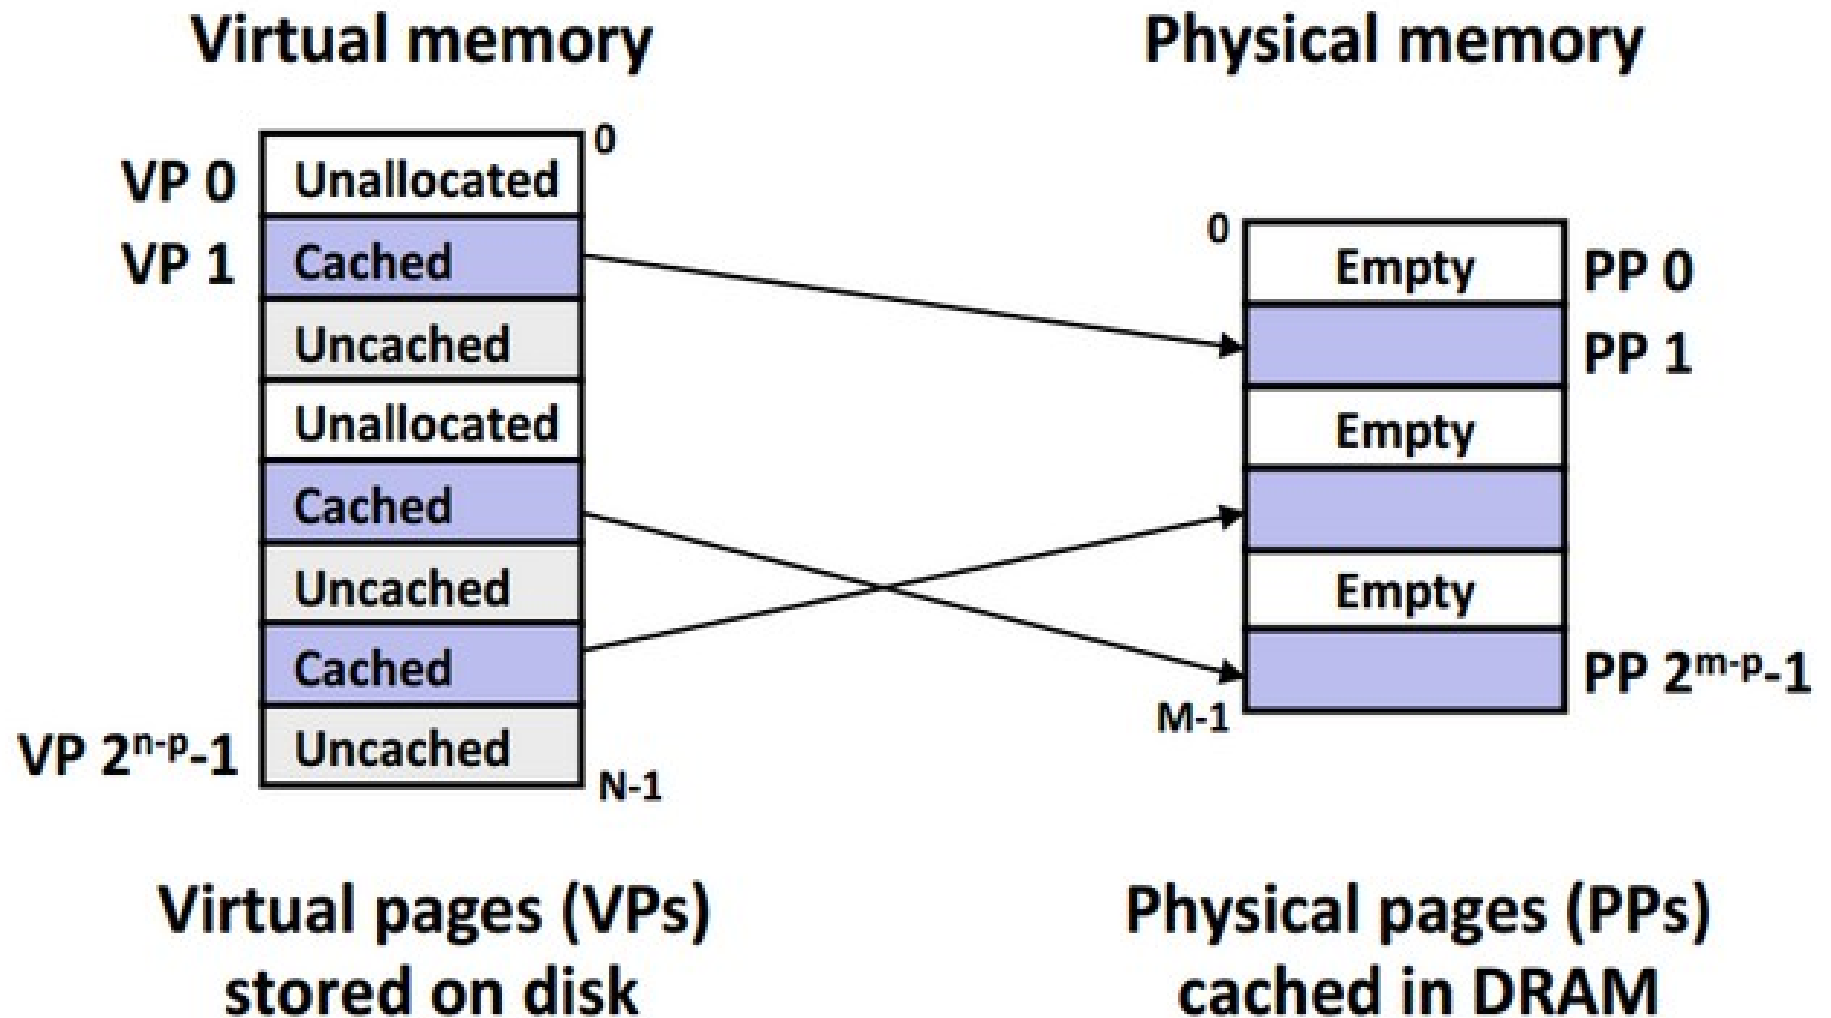 Virtual memory
Physical memory
0
VP 0
Unallocated
VP 1
Cached
Uncached
Unallocated
Cached
Uncached
Cached
VP 2ⁿ⁻ᵖ-1
Uncached
N-1
0
Empty
PP 0
PP 1
Empty
Empty
PP 2ᵐ⁻ᵖ-1
M-1
Virtual pages (VPs)
stored on disk
Physical pages (PPs)
cached in DRAM